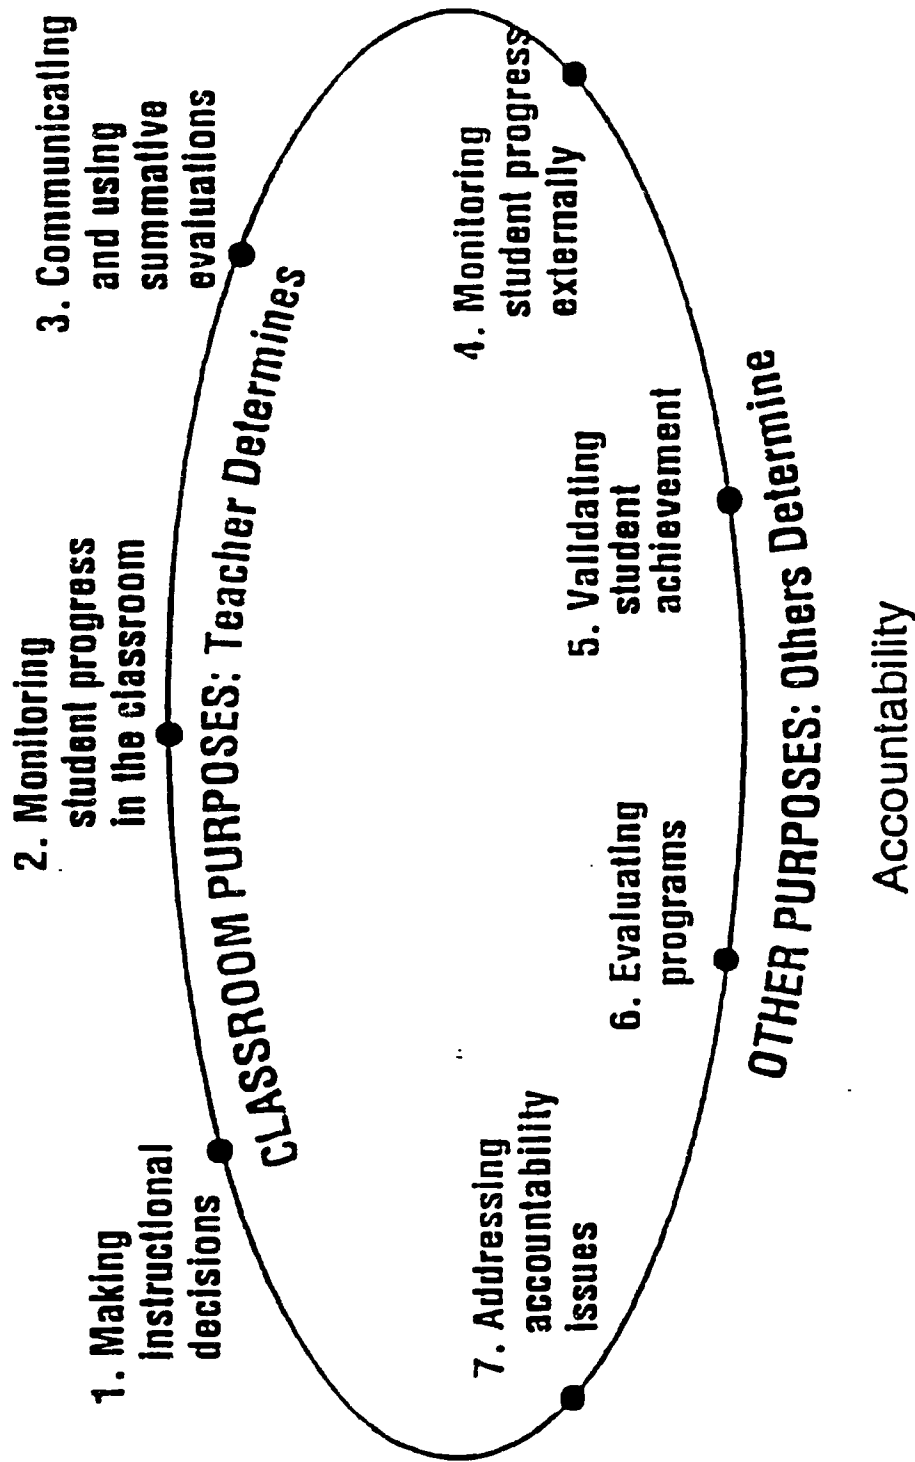 1. Making
instructional
decisions
2. Monitoring
student progress
in the classroom
3. Communicating
and using
summative
evaluations
CLASSROOM PURPOSES: Teacher Determines
4. Monitoring
student progress
externally
5. Validating
student
achievement
6. Evaluating
programs
7. Addressing
accountability
issues
OTHER PURPOSES: Others Determine
Accountability